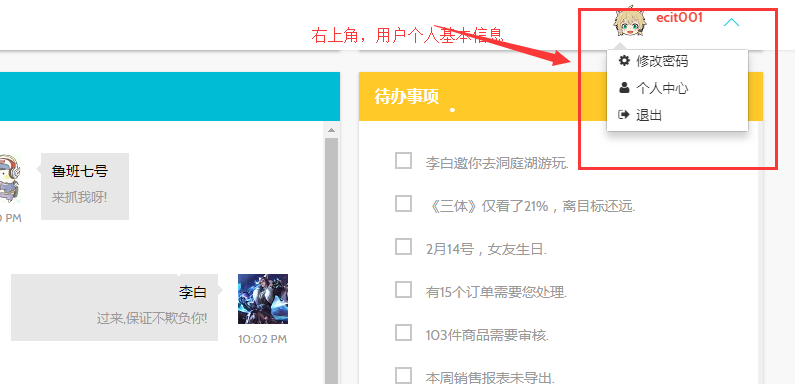 ecit001
右上角，用户个人基本信息
修改密码
个人中心
退出
待办事项
鲁班七号
来抓我呀!
PM
李白
过来,保证不欺负你!
10:02 PM
李白邀你去洞庭湖游玩.
《三体》仅看了21%，离目标还远.
2月14号，女友生日.
有15个订单需要您处理.
103件商品需要审核.
本周销售报表未导出.